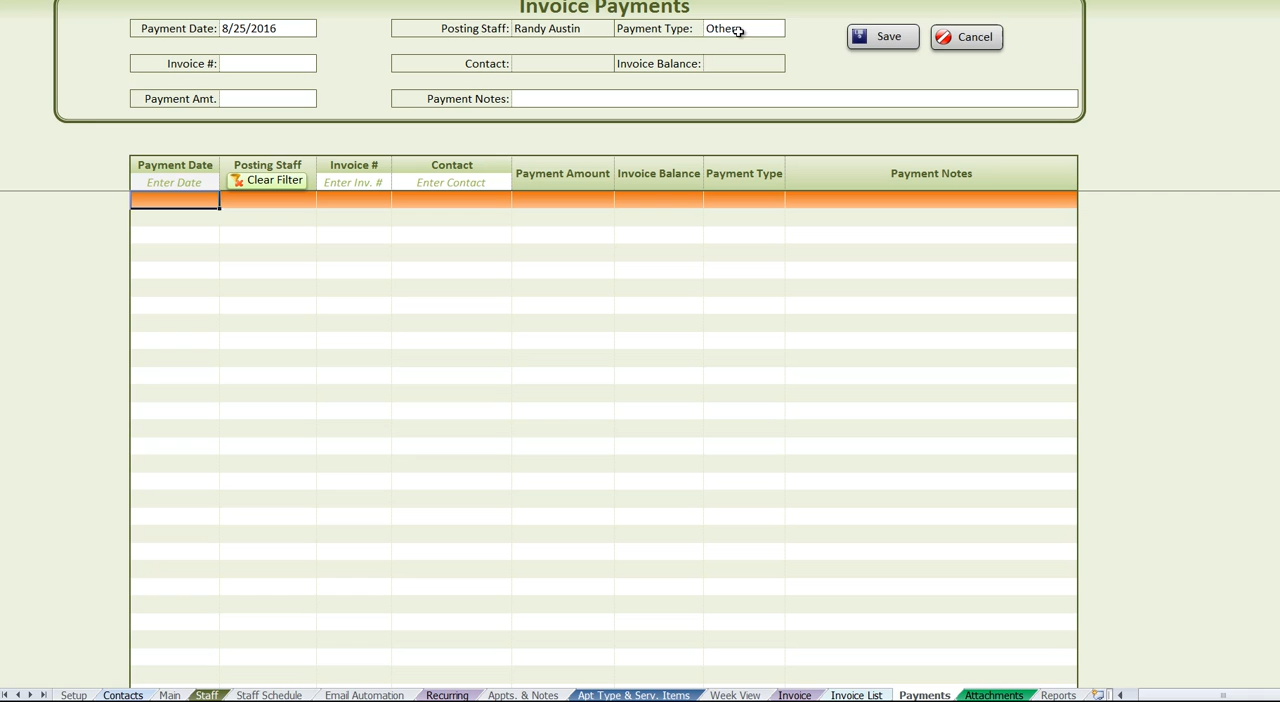 Invoice Payments
Payment Date: 8/25/2016 Posting Staff: Randy Austin Payment Type: Other Save Cancel
Invoice #: Contact: Invoice Balance:
Payment Amt. Payment Notes:
Payment Date Posting Staff Invoice # Contact Payment Amount Invoice Balance Payment Type Payment Notes
Enter Date Clear Filter Enter Inv. # Enter Contact
Setup Contacts Main Staff Staff Schedule Email Automation Recurring Appts. & Notes Apt Type & Serv. Items Week View Invoice Invoice List Payments Attachments Reports